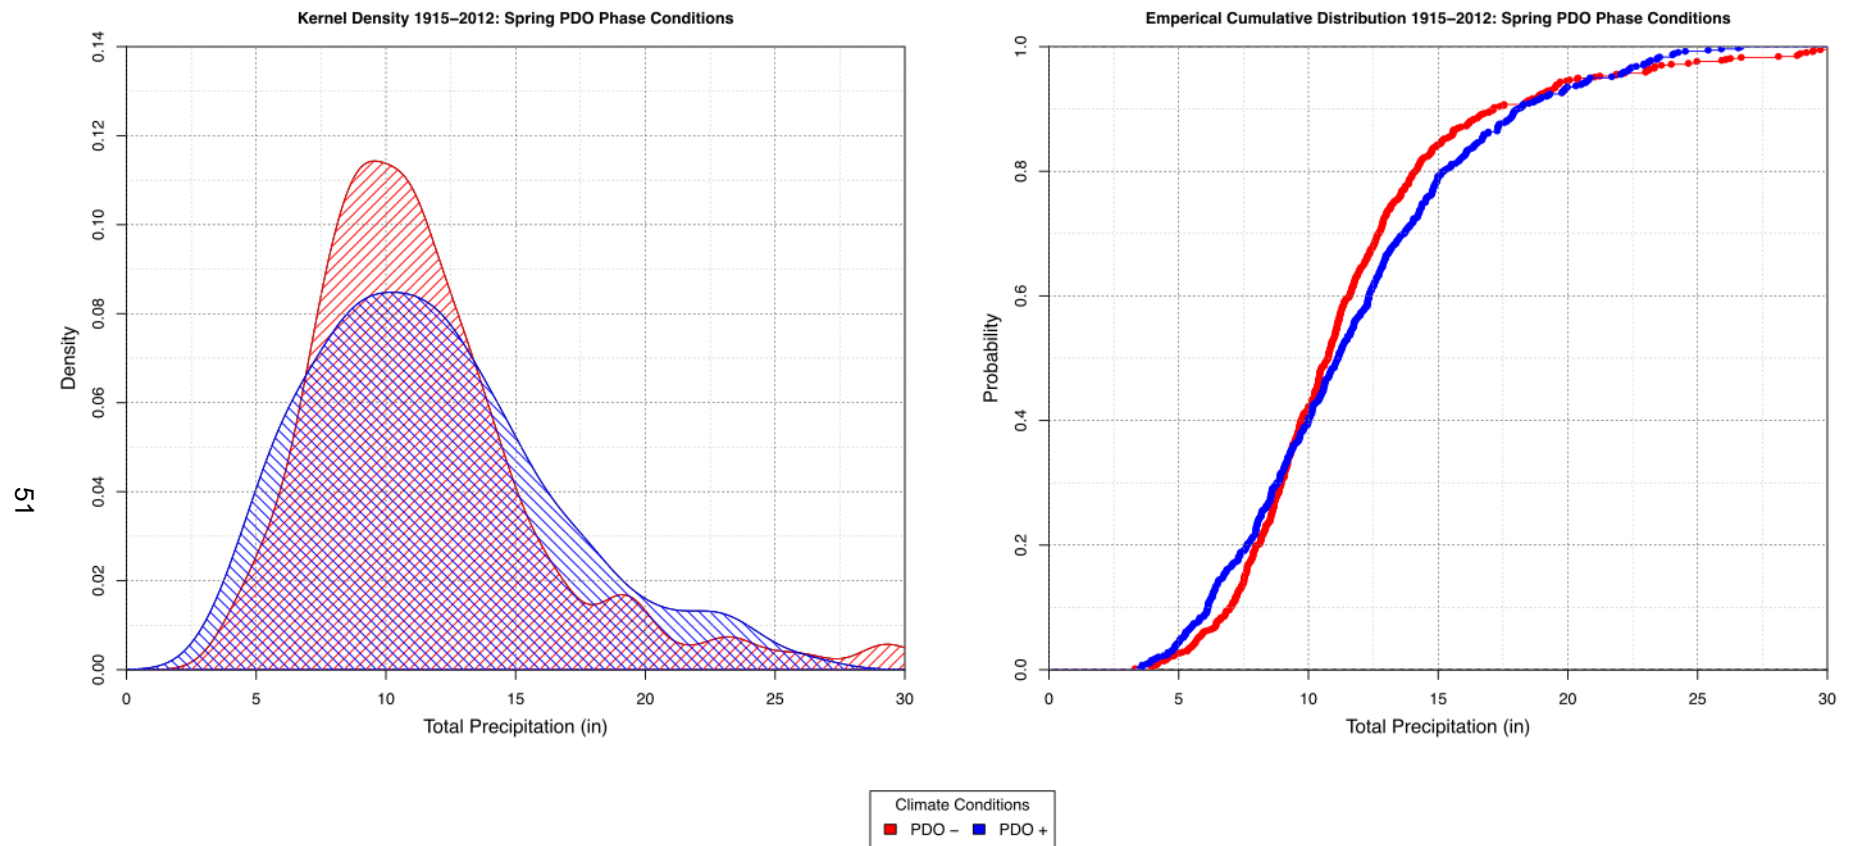 Kernel Density 1915–2012: Spring PDO Phase Conditions
0.14
0.12
0.10
0.08
0.06
0.04
0.02
0.00
Density
0 5 10 15 20 25 30
Total Precipitation (in)
Emperical Cumulative Distribution 1915–2012: Spring PDO Phase Conditions
1.0
0.8
0.6
0.4
0.2
0.0
Probability
0 5 10 15 20 25 30
Total Precipitation (in)
51
Climate Conditions
PDO – PDO +